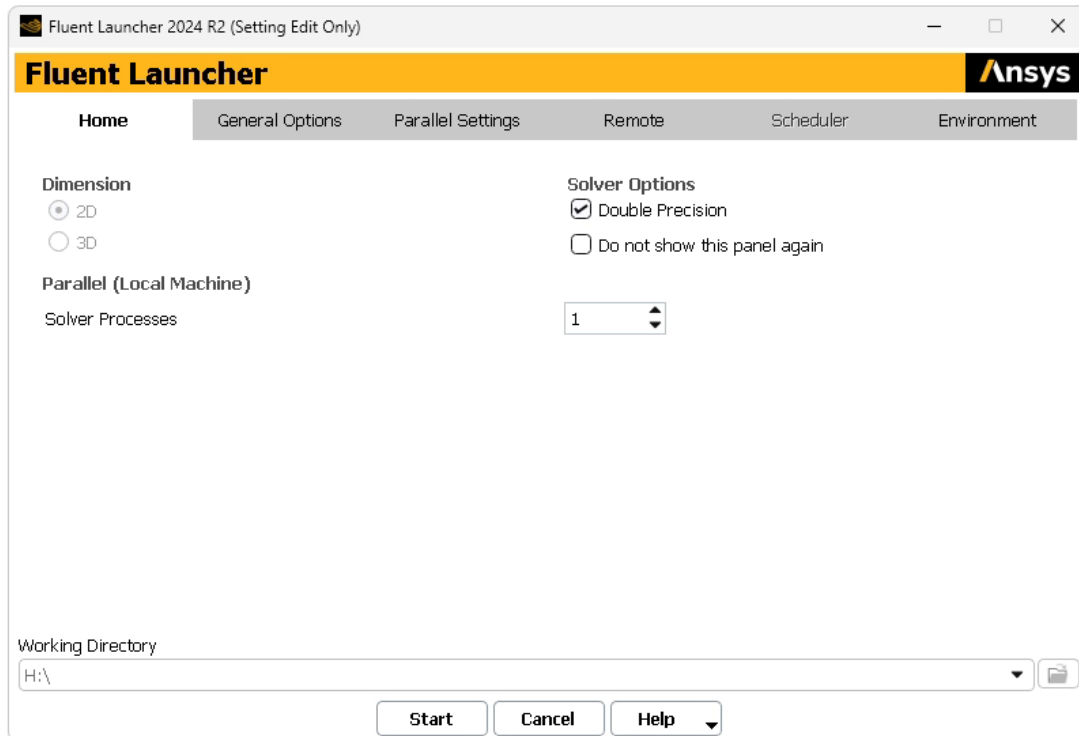 Fluent Launcher 2024 R2 (Setting Edit Only)
Fluent Launcher
Ansys
Home General Options Parallel Settings Remote Scheduler Environment
Dimension
2D
3D
Solver Options
Double Precision
Do not show this panel again
Parallel (Local Machine)
Solver Processes 1
Working Directory
H:\
Start Cancel Help